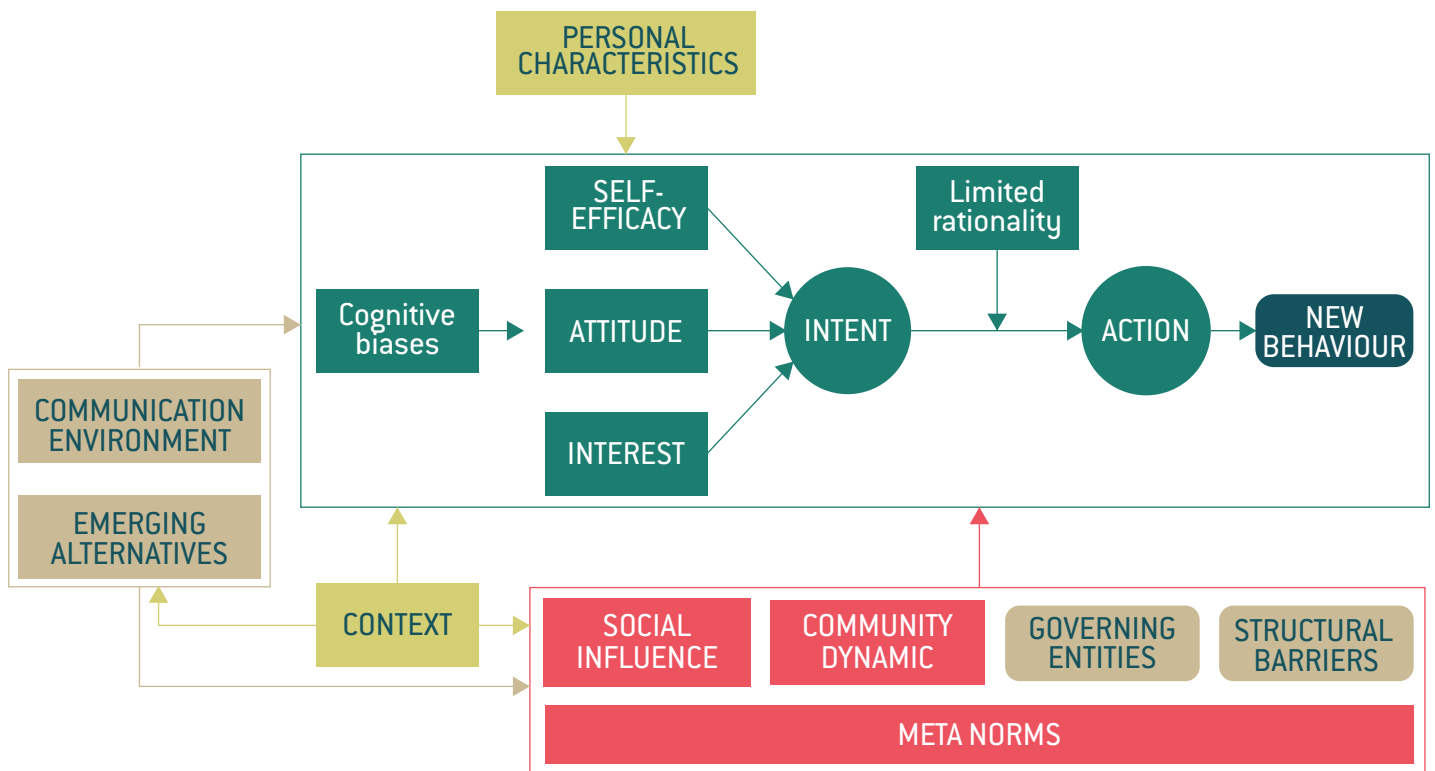 PERSONAL
CHARACTERISTICS
SELF-
EFFICACY
Limited
rationality
Cognitive
biases
ATTITUDE
INTENT
ACTION
NEW
BEHAVIOUR
INTEREST
COMMUNICATION
ENVIRONMENT
EMERGING
ALTERNATIVES
CONTEXT
SOCIAL
INFLUENCE
COMMUNITY
DYNAMIC
GOVERNING
ENTITIES
STRUCTURAL
BARRIERS
META NORMS